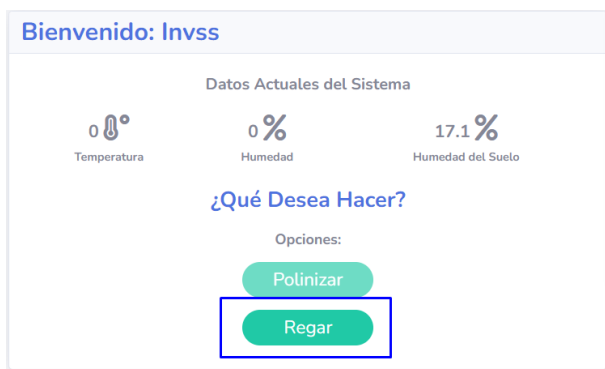 Bienvenido: Invss
Datos Actuales del Sistema
0 °
Temperatura
0 %
Humedad
17.1 %
Humedad del Suelo
¿Qué Desea Hacer?
Opciones:
Polinizar
Regar